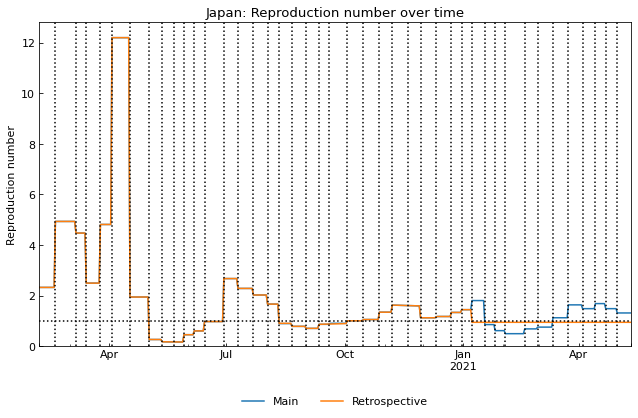 Japan: Reproduction number over time
Reproduction number
12
10
8
6
4
2
0
Apr Jul Oct Jan Apr
2021
Main Retrospective